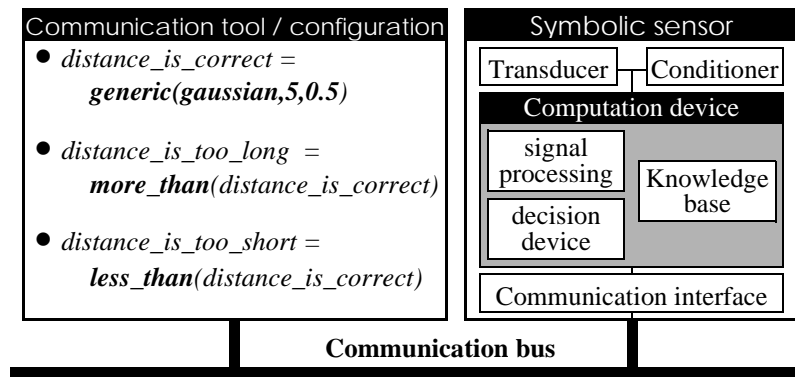 Communication tool / configuration
• distance_is_correct =
generic(gaussian,5,0.5)
• distance_is_too_long =
more_than(distance_is_correct)
• distance_is_too_short =
less_than(distance_is_correct)
Symbolic sensor
Transducer
Conditioner
Computation device
signal
processing
decision
device
Knowledge
base
Communication interface
Communication bus